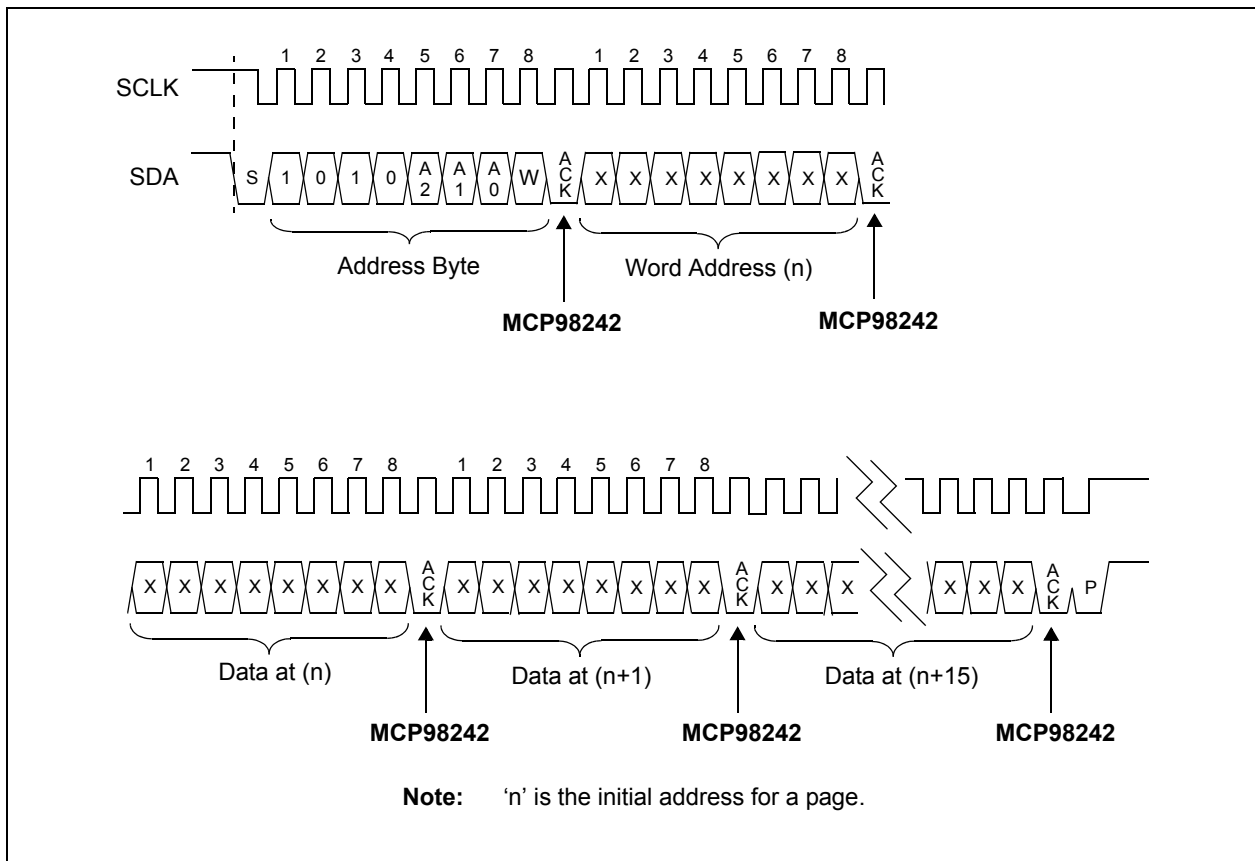 1 2 3 4 5 6 7 8 1 2 3 4 5 6 7 8
SCLK
SDA S 1 0 1 0 A2 A1 A0 W ACK X X X X X X X X ACK
Address Byte Word Address (n)
MCP98242 MCP98242
1 2 3 4 5 6 7 8 1 2 3 4 5 6 7 8
X X X X X X X X ACK X X X X X X X X ACK X X X X X X ACK P
Data at (n) Data at (n+1) Data at (n+15)
MCP98242 MCP98242 MCP98242
Note: ‘n’ is the initial address for a page.